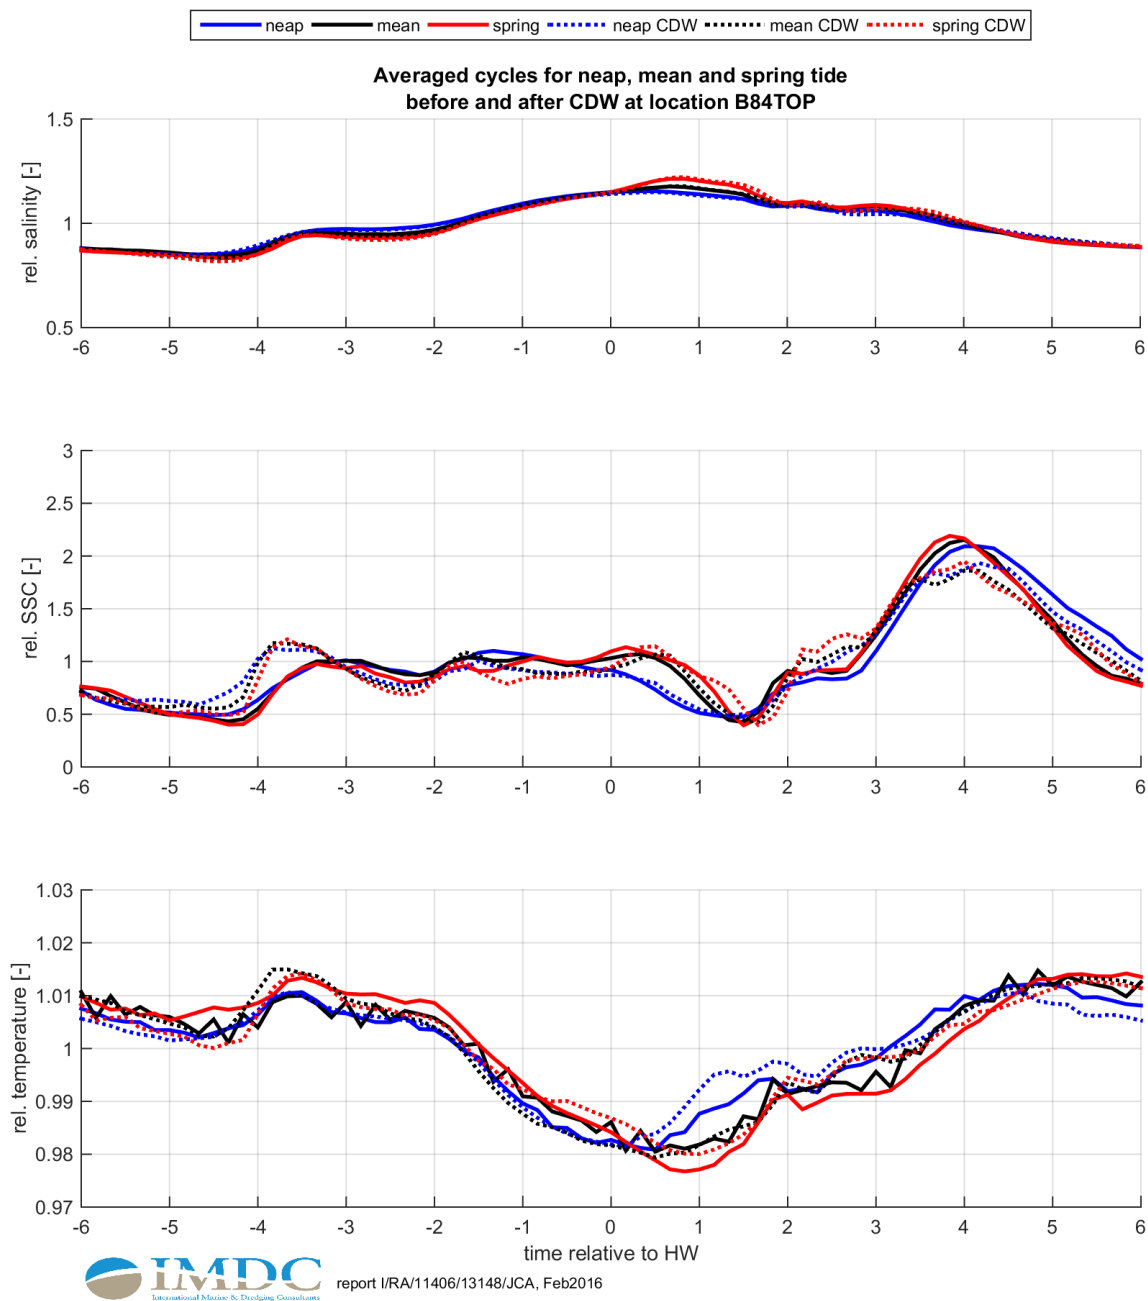 neap mean spring neap CDW mean CDW spring CDW
Averaged cycles for neap, mean and spring tide
before and after CDW at location B84TOP
rel. salinity [-]
1.5
1
0.5
-6 -5 -4 -3 -2 -1 0 1 2 3 4 5 6
rel. SSC [-]
3
2.5
2
1.5
1
0.5
0
-6 -5 -4 -3 -2 -1 0 1 2 3 4 5 6
rel. temperature [-]
1.03
1.02
1.01
1
0.99
0.98
0.97
-6 -5 -4 -3 -2 -1 0 1 2 3 4 5 6
time relative to HW
IMDC
International Marine & Dredging Consultants
report I/RA/11406/13148/JCA, Feb2016